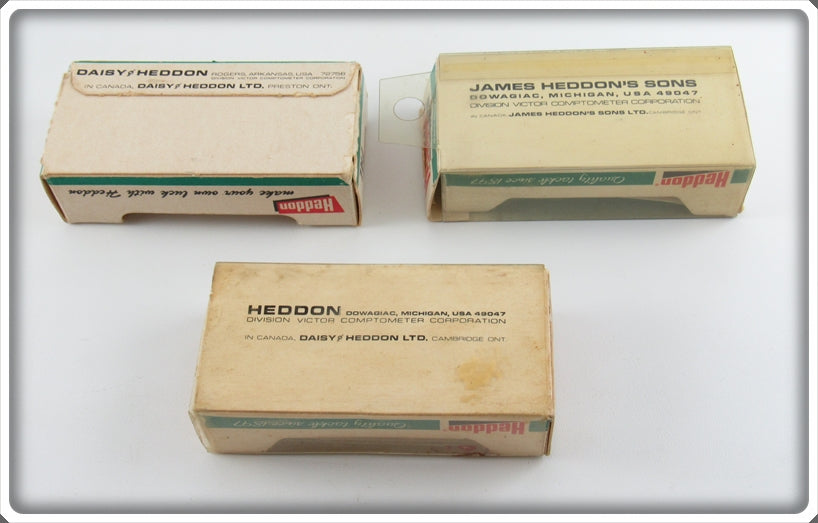 DAISY HEDDON ROGERS, ARKANSAS, USA 72756
DIVISION VICTOR COMPTOMETER CORPORATION
IN CANADA, DAISY HEDDON LTD. PRESTON ONT.
make your own luck with Heddon
Heddon
JAMES HEDDON'S SONS
DOWAGIAC, MICHIGAN, USA 49047
DIVISION VICTOR COMPTOMETER CORPORATION
IN CANADA, JAMES HEDDON'S SONS LTD. CAMBRIDGE ONT.
Heddon
Quality tackle since 1897
HEDDON DOWAGIAC, MICHIGAN, USA 49047
DIVISION VICTOR COMPTOMETER CORPORATION
IN CANADA, DAISY HEDDON LTD. CAMBRIDGE ONT.
Heddon
Quality tackle since 1897